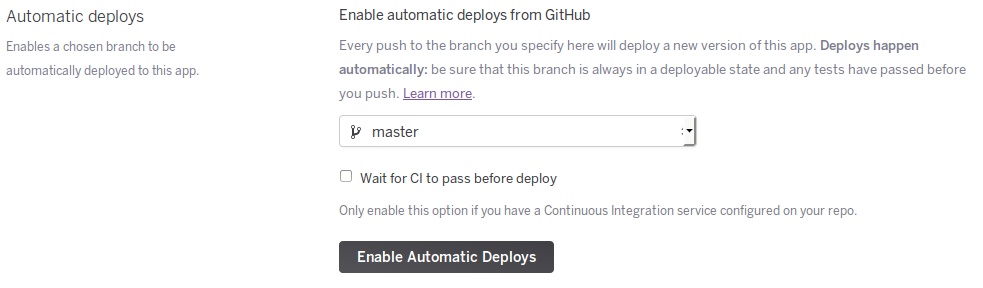 Automatic deploys
Enables a chosen branch to be
automatically deployed to this app.
Enable automatic deploys from GitHub
Every push to the branch you specify here will deploy a new version of this app. Deploys happen
automatically: be sure that this branch is always in a deployable state and any tests have passed before
you push. Learn more.
master
Wait for CI to pass before deploy
Only enable this option if you have a Continuous Integration service configured on your repo.
Enable Automatic Deploys